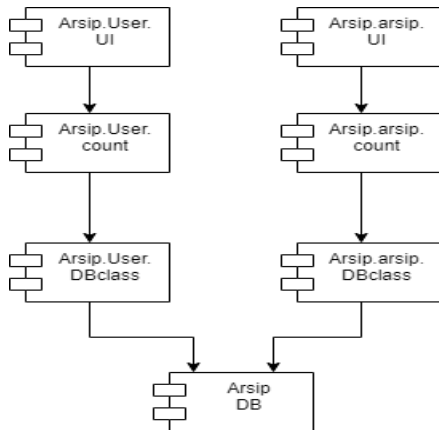 Arsip.User.
UI
Arsip.arsip.
UI
Arsip.User.
count
Arsip.arsip.
count
Arsip.User.
DBclass
Arsip.arsip.
DBclass
Arsip
DB